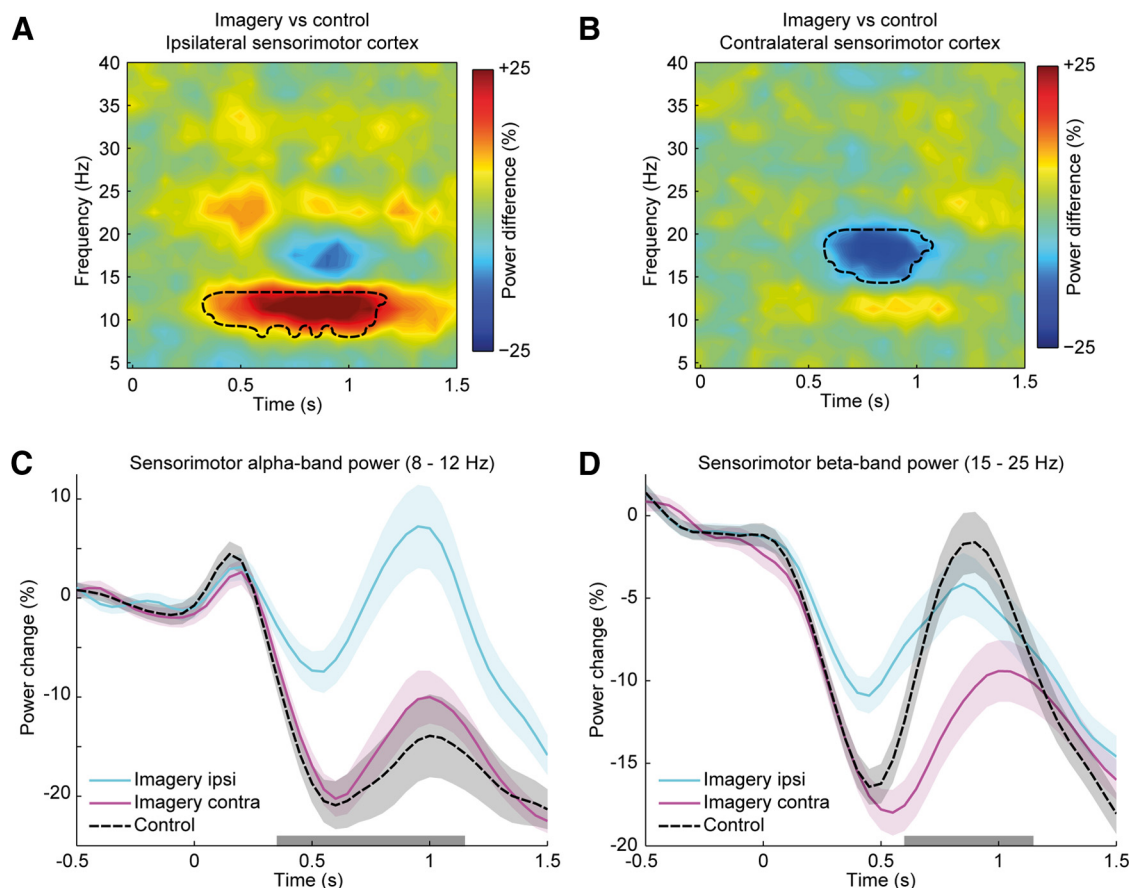 A
Imagery vs control
Ipsilateral sensorimotor cortex
40
35
30
25
20
15
10
5
Frequency (Hz)
0
0.5
1
1.5
Time (s)
+25
−25
Power difference (%)
B
Imagery vs control
Contralateral sensorimotor cortex
40
35
30
25
20
15
10
5
Frequency (Hz)
0
0.5
1
1.5
Time (s)
+25
−25
Power difference (%)
C
Sensorimotor alpha-band power (8 - 12 Hz)
10
0
-10
-20
Power change (%)
Imagery ipsi
Imagery contra
Control
-0.5
0
0.5
1
1.5
Time (s)
D
Sensorimotor beta-band power (15 - 25 Hz)
0
-5
-10
-15
-20
Power change (%)
Imagery ipsi
Imagery contra
Control
-0.5
0
0.5
1
1.5
Time (s)